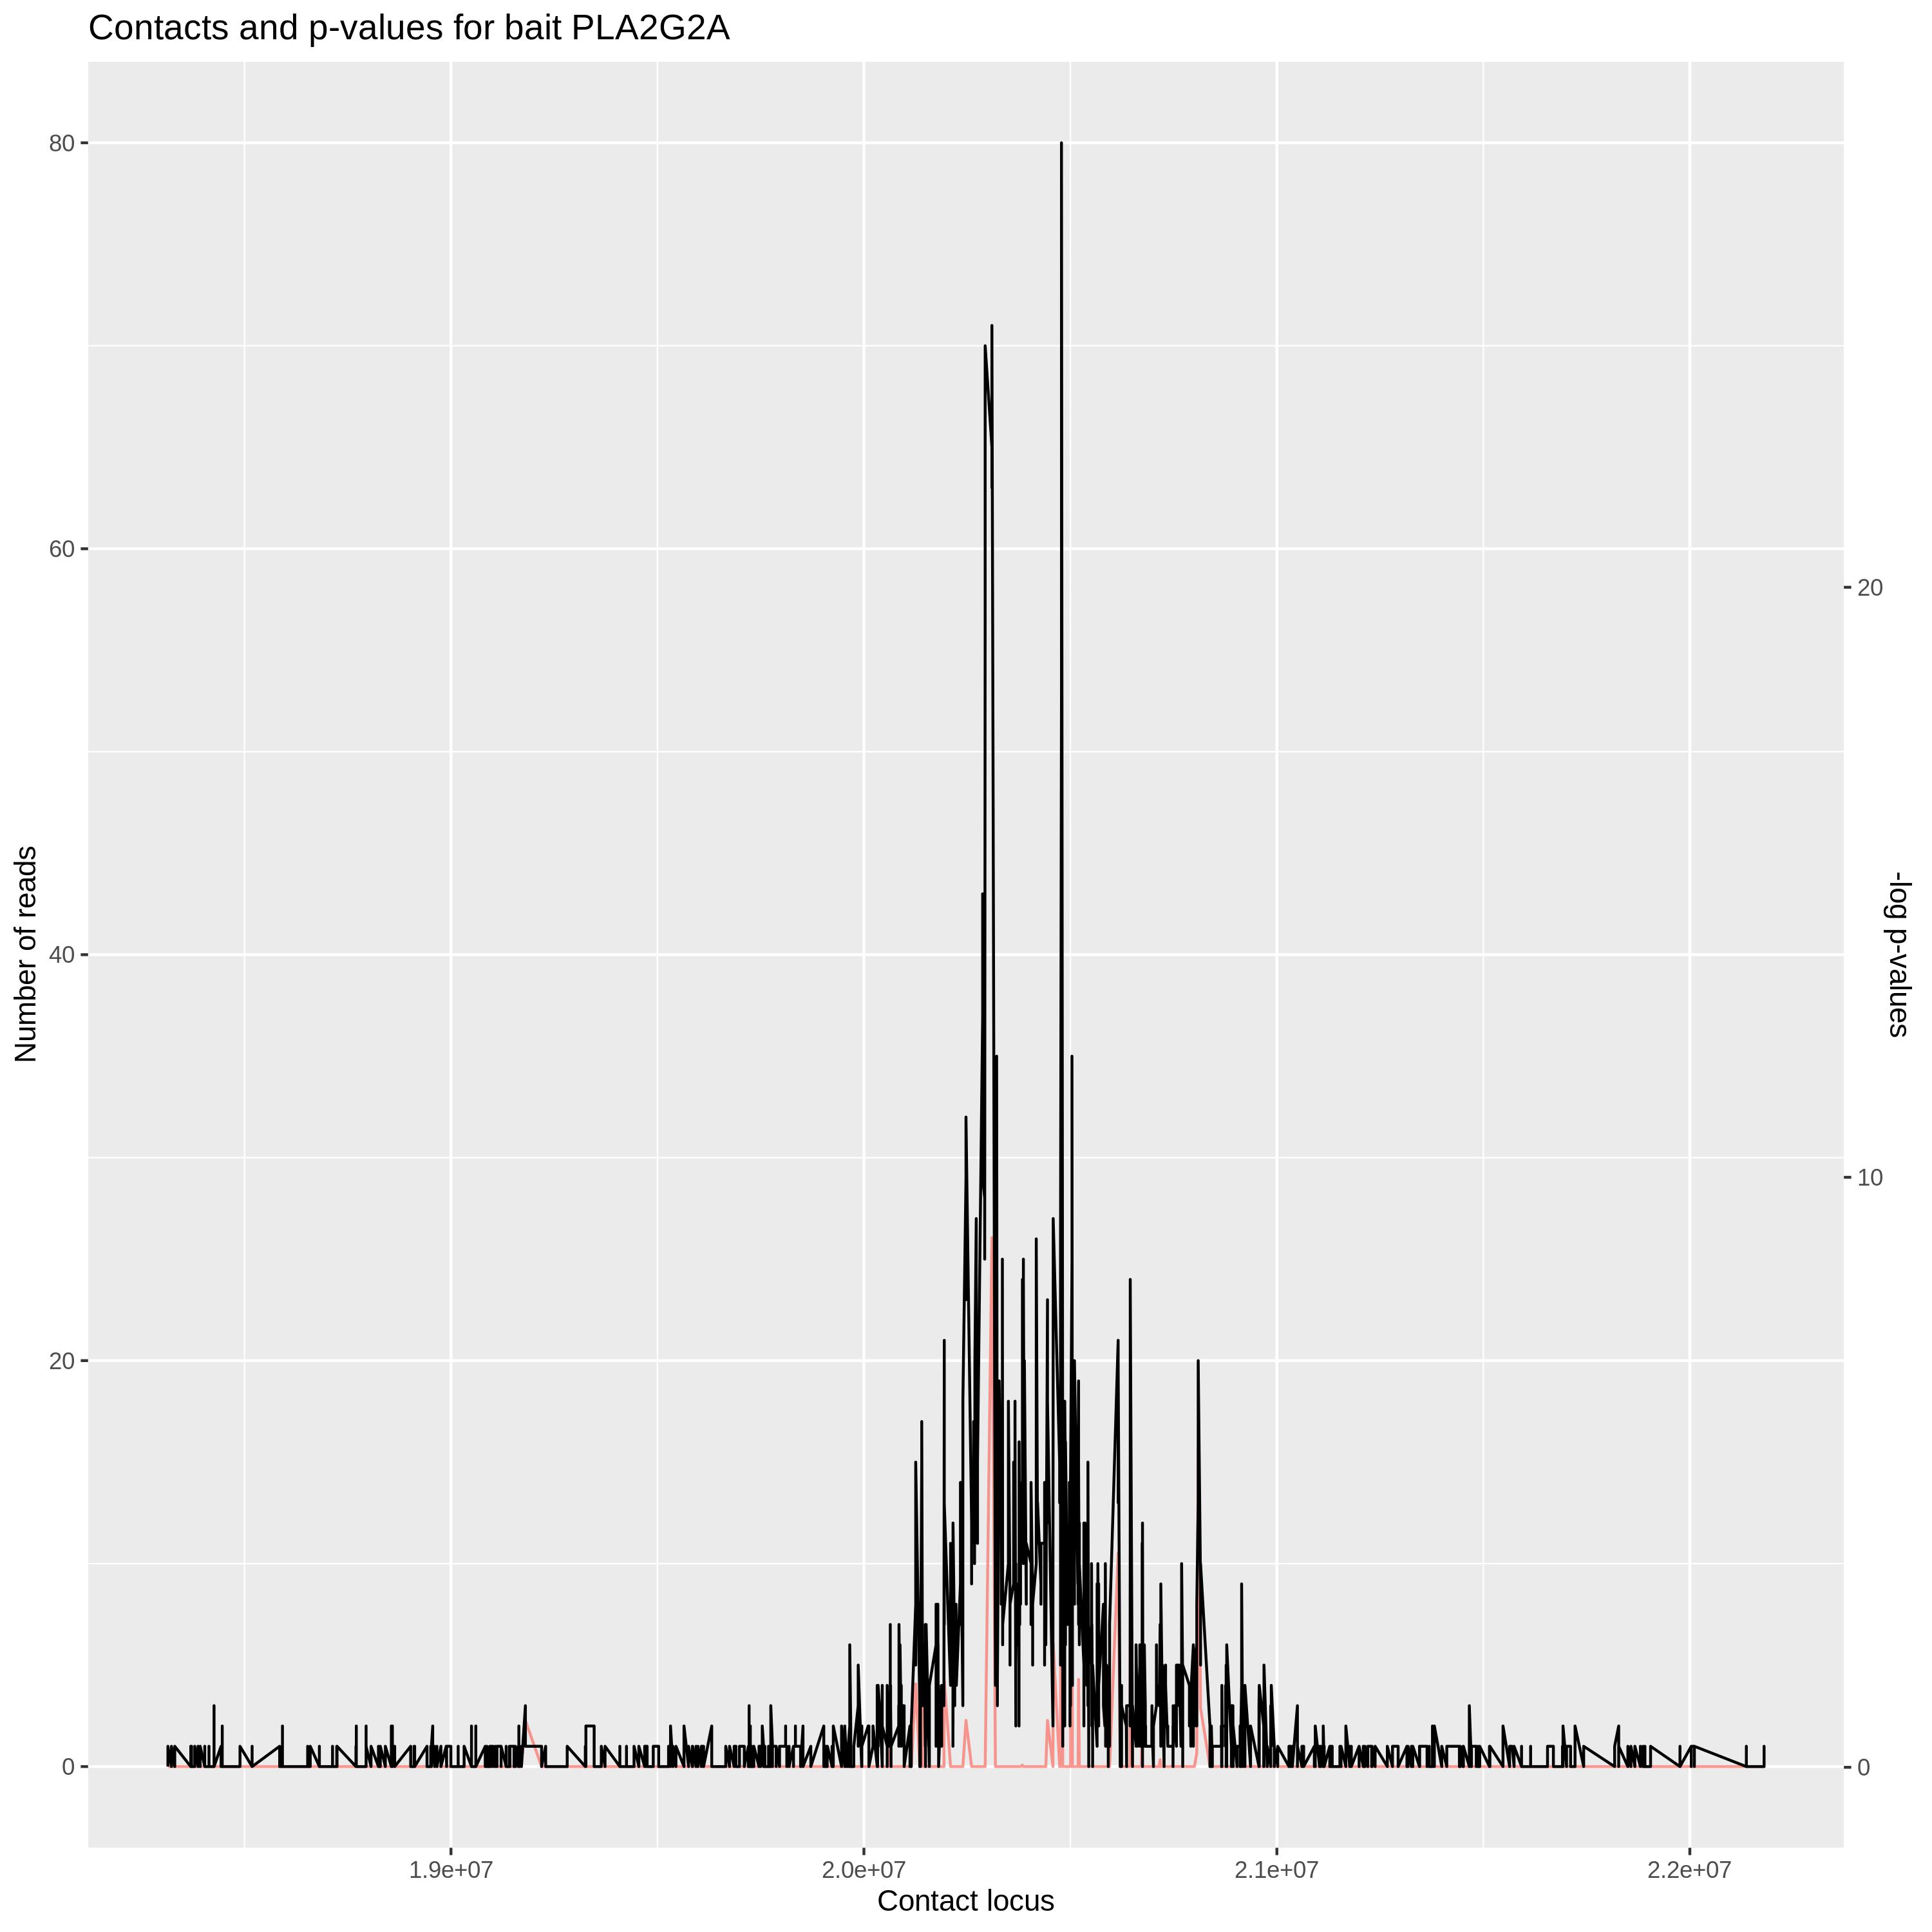 Contacts and p-values for bait PLA2G2A
80
60
40
20
0
Number of reads
20
10
0
-log p-values
1.9e+07 2.0e+07 2.1e+07 2.2e+07
Contact locus